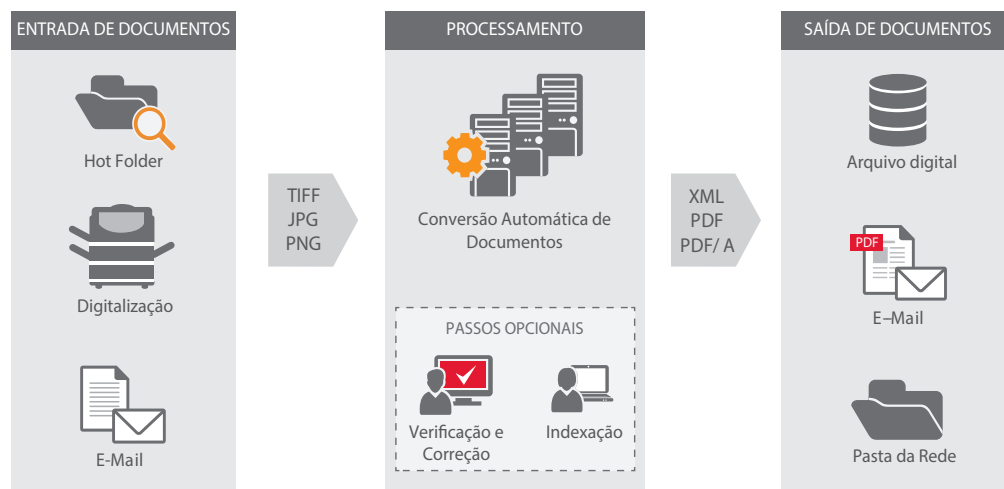 ENTRADA DE DOCUMENTOS
Hot Folder
Digitalização
E-Mail
TIFF
JPG
PNG
PROCESSAMENTO
Conversão Automática de
Documentos
PASSOS OPCIONAIS
Verificação e
Correção
Indexação
XML
PDF
PDF/ A
SAÍDA DE DOCUMENTOS
Arquivo digital
PDF
E–Mail
Pasta da Rede